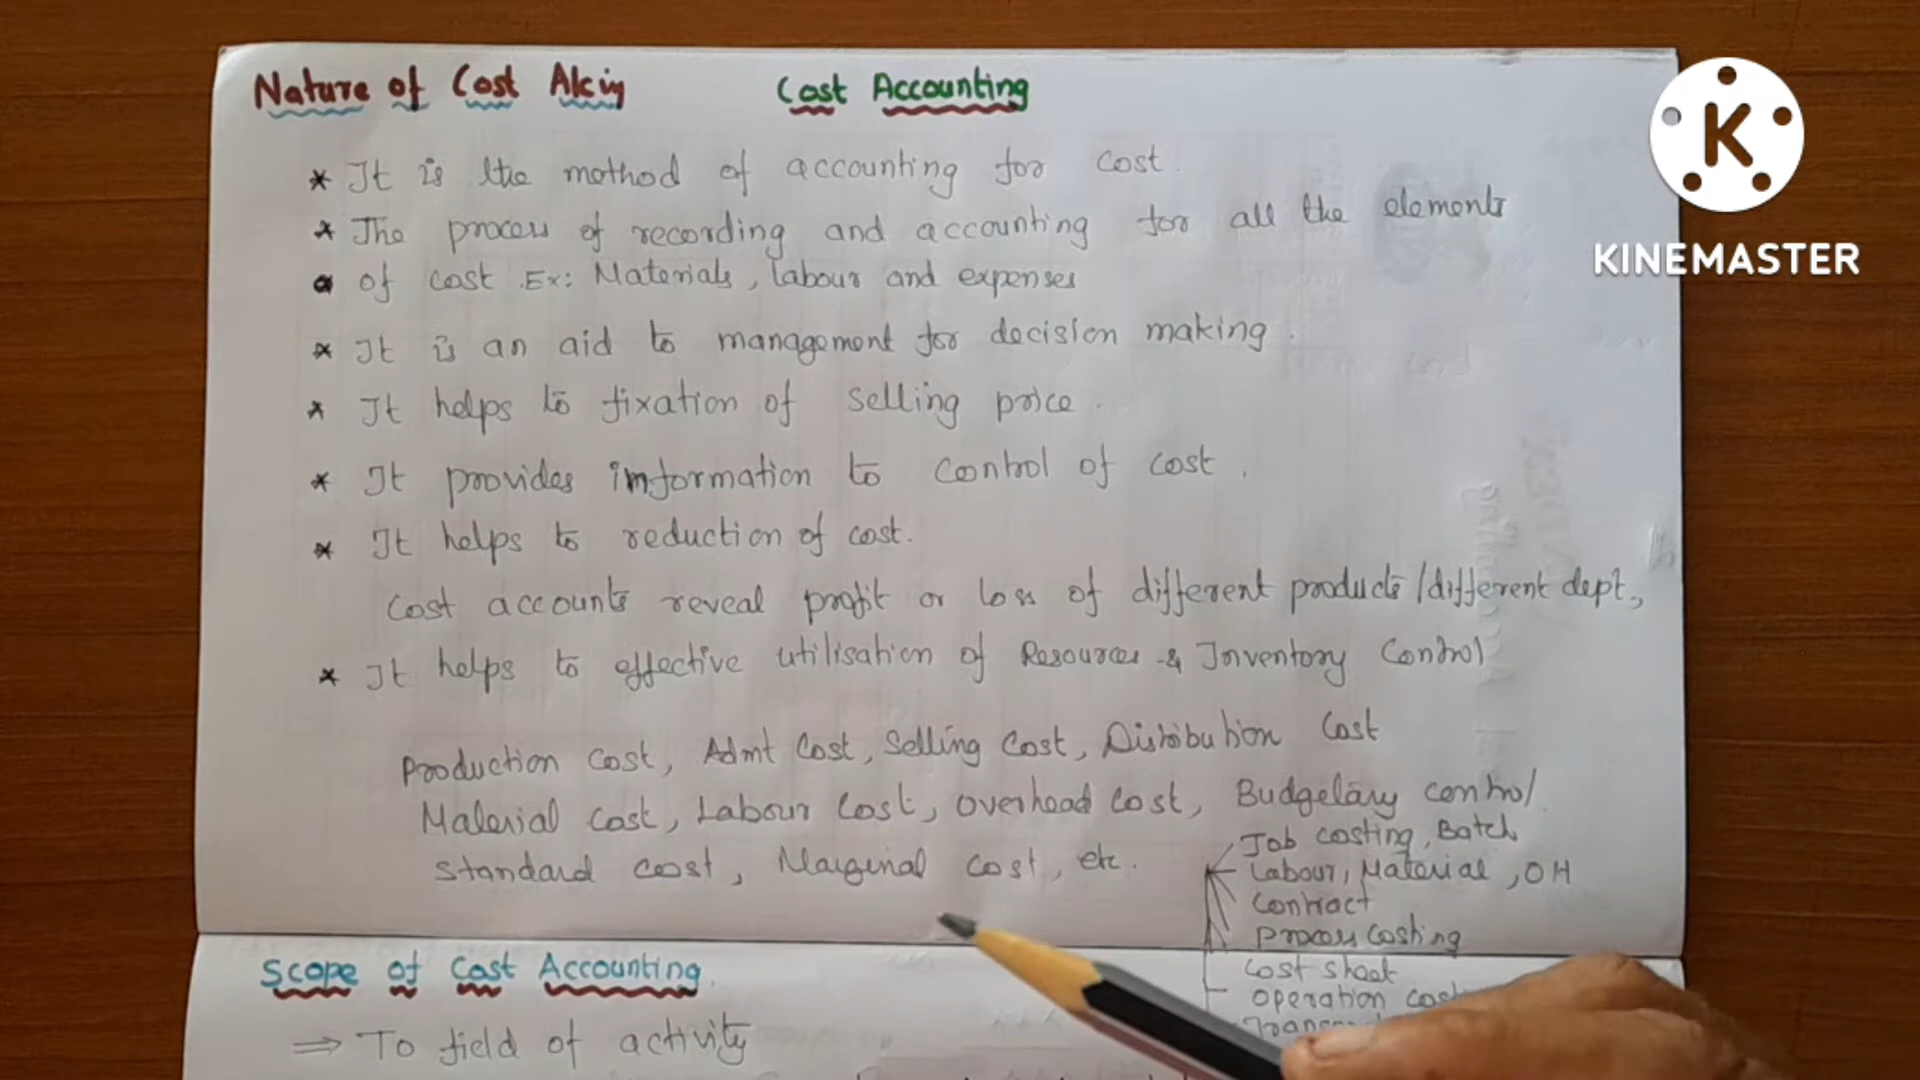 Nature of Cost A/cing
Cost Accounting
* It is the method of accounting for cost.
* The process of recording and accounting for all the elements
of cost. Ex: Materials, labour and expenses
* It is an aid to management for decision making.
* It helps to fixation of selling price.
* It provides information to control of cost.
* It helps to reduction of cost.
Cost accounts reveal profit or loss of different products/different dept,
* It helps to effective utilisation of Resources & Inventory Control
Production Cost, Admt Cost, Selling Cost, Distribution Cost
Material Cost, Labour Cost, Overhead Cost, Budgetary control
Standard cost, Marginal cost, etc.
Job costing, Batch
Labour, Material, OH
Contract
Process Costing
Cost sheet
Operation
Scope of Cost Accounting.
⇒ To field of activity
K
KINEMASTER